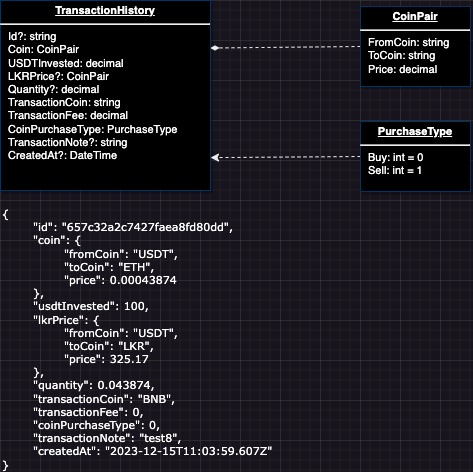 TransactionHistory
Id?: string
Coin: CoinPair
USDTInvested: decimal
LKRPrice?: CoinPair
Quantity?: decimal
TransactionCoin: string
TransactionFee: decimal
CoinPurchaseType: PurchaseType
TransactionNote?: string
CreatedAt?: DateTime
CoinPair
FromCoin: string
ToCoin: string
Price: decimal
PurchaseType
Buy: int = 0
Sell: int = 1
{
"id": "657c32a2c7427faea8fd80dd",
"coin": {
"fromCoin": "USDT",
"toCoin": "ETH",
"price": 0.00043874
},
"usdtInvested": 100,
"lkrPrice": {
"fromCoin": "USDT",
"toCoin": "LKR",
"price": 325.17
},
"quantity": 0.043874,
"transactionCoin": "BNB",
"transactionFee": 0,
"coinPurchaseType": 0,
"transactionNote": "test8",
"createdAt": "2023-12-15T11:03:59.607Z"
}